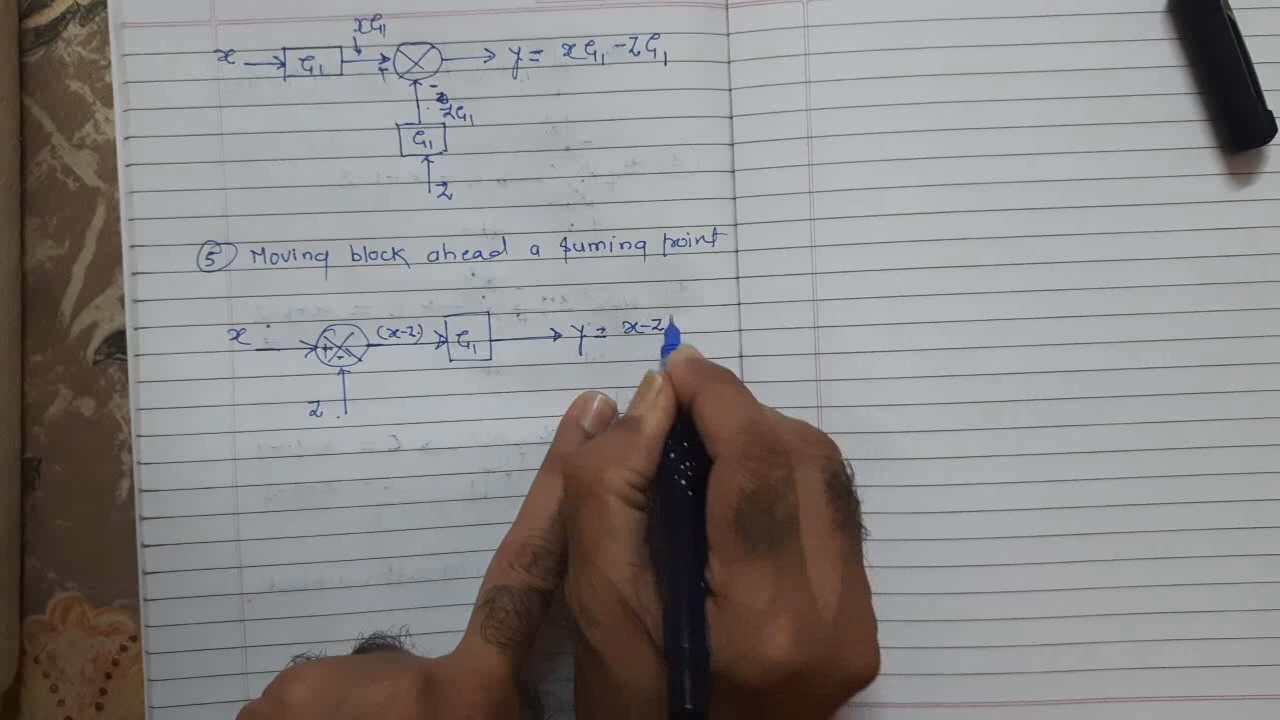 xG1
x G1 + y = xG1 - zG1
-
zG1
G1
z
5 Moving block ahead a suming point
x + - (x-z) G1 y = x-z
z